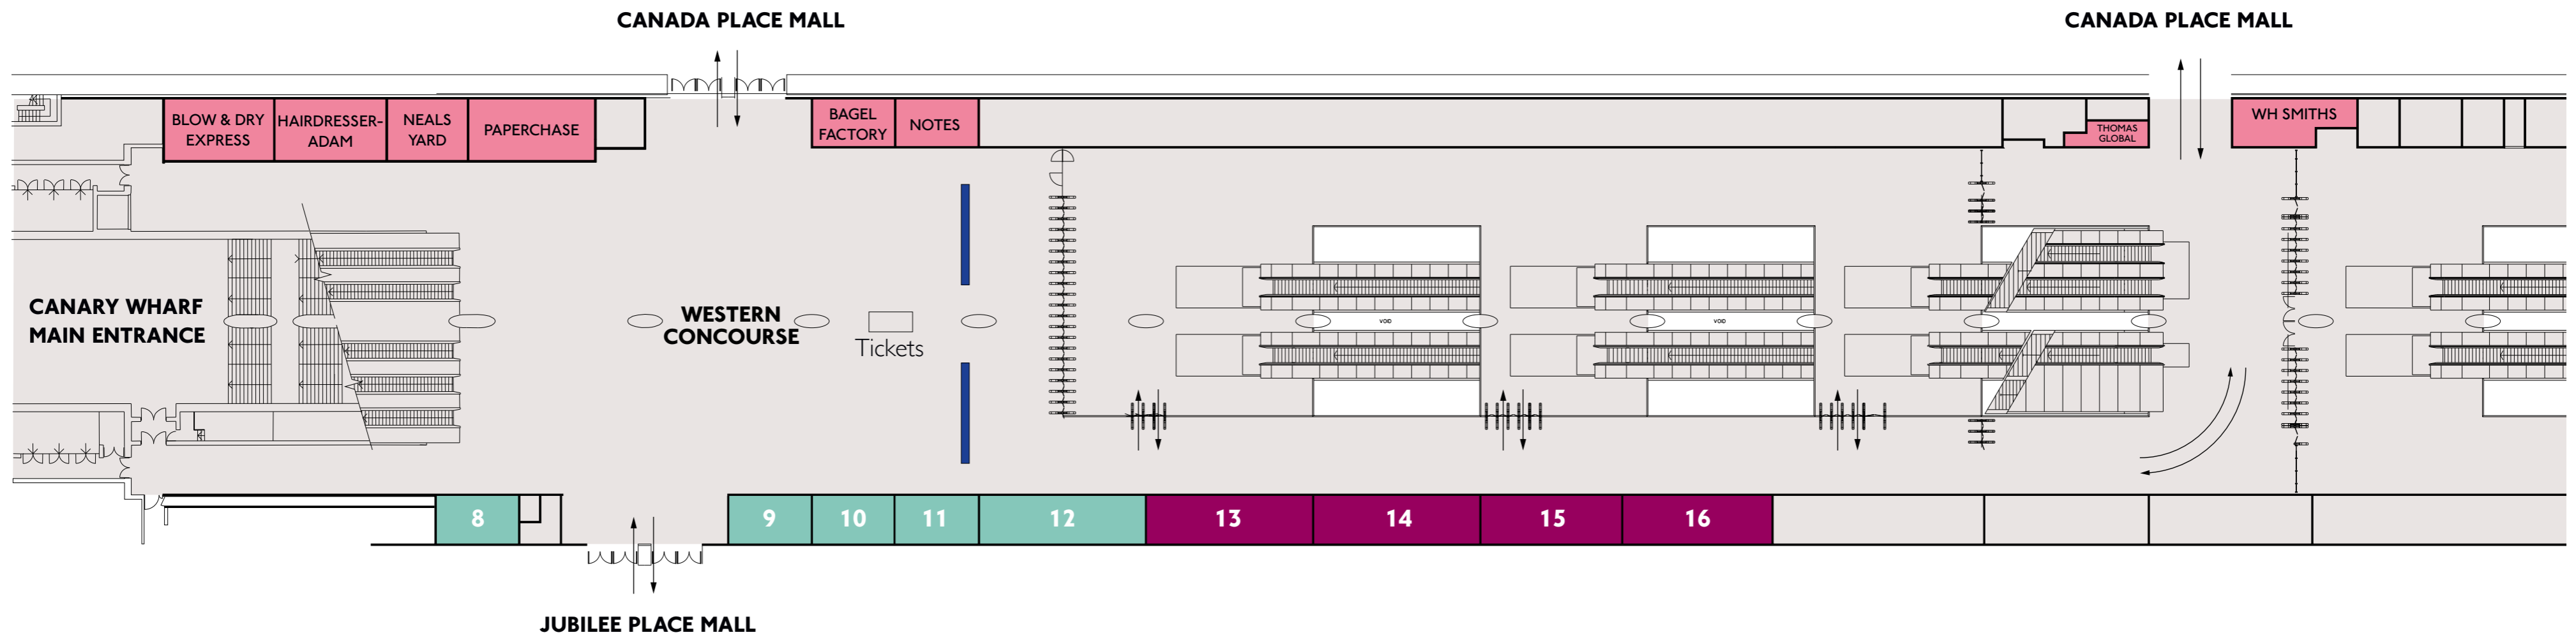 CANADA PLACE MALL
CANADA PLACE MALL
BLOW & DRY
EXPRESS
HAIRDRESSER-
ADAM
NEALS
YARD
PAPERCHASE
BAGEL
FACTORY
NOTES
THOMAS
GLOBAL
WH SMITHS
CANARY WHARF
MAIN ENTRANCE
WESTERN
CONCOURSE
Tickets
VOID
VOID
8
9
10
11
12
13
14
15
16
JUBILEE PLACE MALL